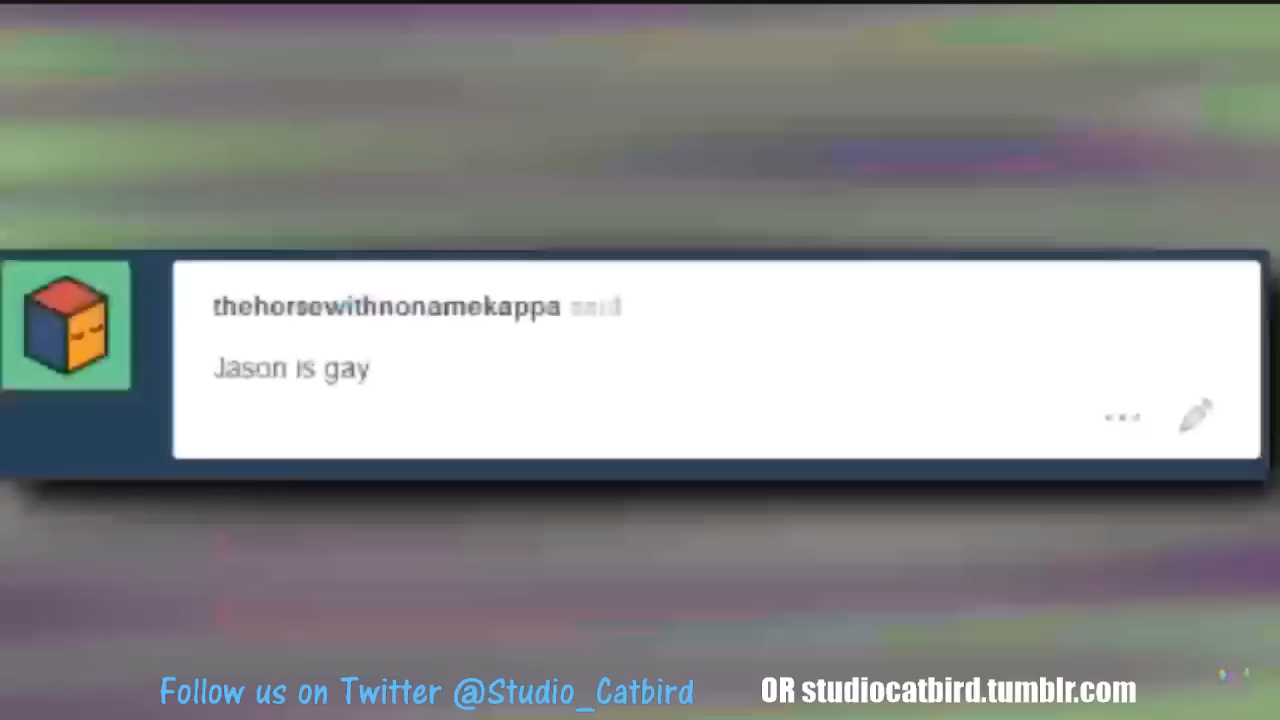 thehorsewithnonamekappa said
Jason is gay
Follow us on Twitter @Studio_Catbird OR studiocatbird.tumblr.com